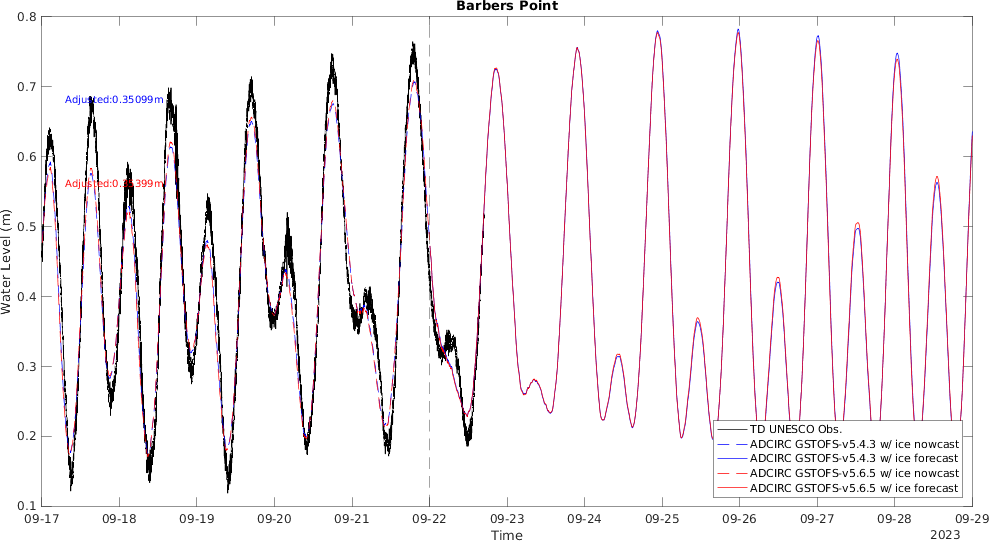 Barbers Point
0.8
0.7
0.6
0.5
0.4
0.3
0.2
0.1
Water Level (m)
Adjusted:0.35099m
TD UNESCO Obs.
ADCIRC GSTOFS-v5.4.3 w/ ice nowcast
ADCIRC GSTOFS-v5.4.3 w/ ice forecast
ADCIRC GSTOFS-v5.6.5 w/ ice nowcast
ADCIRC GSTOFS-v5.6.5 w/ ice forecast
09-17 09-18 09-19 09-20 09-21 09-22 09-23 09-24 09-25 09-26 09-27 09-28 09-29
Time
2023